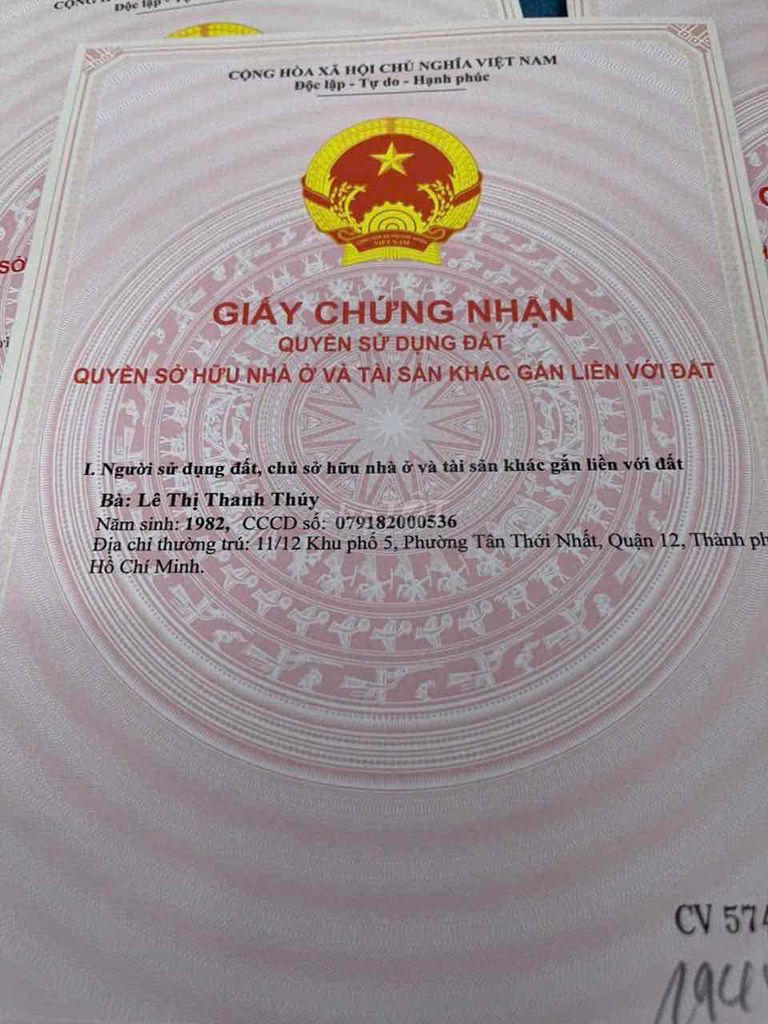 CỘNG HÒA XÃ HỘI CHỦ NGHĨA VIỆT NAM
Độc lập - Tự do - Hạnh phúc
VIỆT NAM
GIẤY CHỨNG NHẬN
QUYỀN SỬ DỤNG ĐẤT
QUYỀN SỞ HỮU NHÀ Ở VÀ TÀI SẢN KHÁC GẮN LIỀN VỚI ĐẤT
I. Người sử dụng đất, chủ sở hữu nhà ở và tài sản khác gắn liền với đất
Bà: Lê Thị Thanh Thúy
Năm sinh: 1982, CCCD số: 079182000536
Địa chỉ thường trú: 11/12 Khu phố 5, Phường Tân Thới Nhất, Quận 12, Thành ph
Hồ Chí Minh.
CV 574